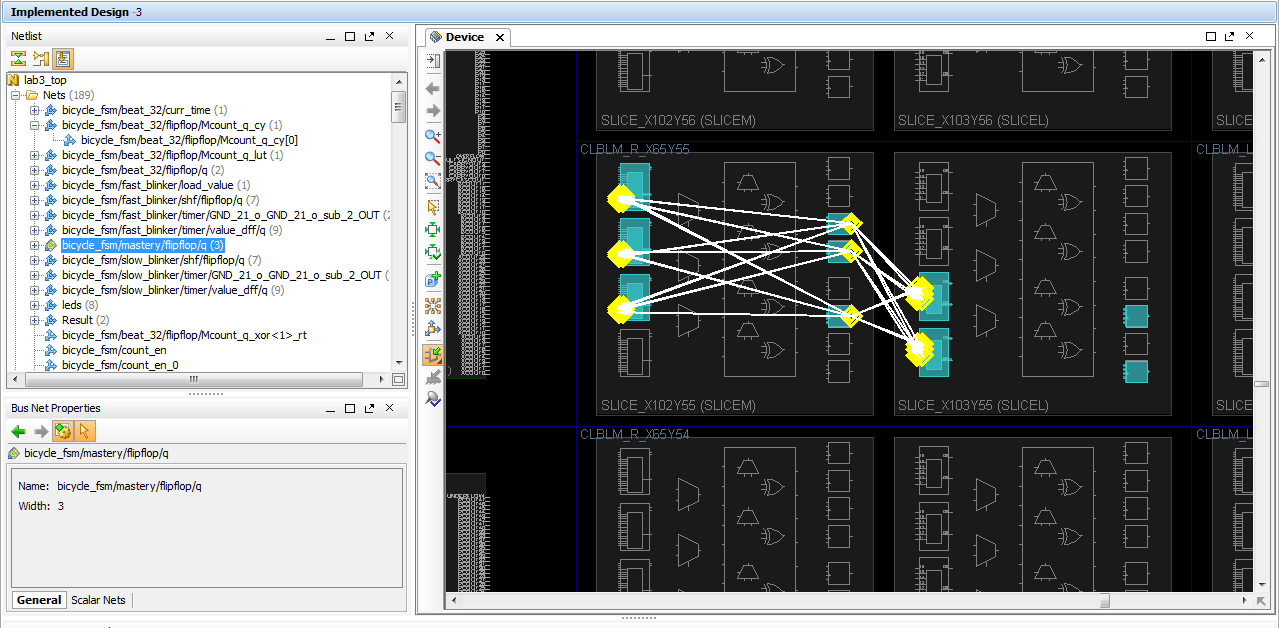 Implemented Design -3
Netlist
lab3_top
Nets (189)
bicycle_fsm/beat_32/curr_time (1)
bicycle_fsm/beat_32/flipflop/Mcount_q_cy (1)
bicycle_fsm/beat_32/flipflop/Mcount_q_cy[0]
bicycle_fsm/beat_32/flipflop/Mcount_q_lut (1)
bicycle_fsm/beat_32/flipflop/q (2)
bicycle_fsm/fast_blinker/load_value (1)
bicycle_fsm/fast_blinker/shf/flipflop/q (7)
bicycle_fsm/fast_blinker/timer/GND_21_o_GND_21_o_sub_2_OUT (2
bicycle_fsm/fast_blinker/timer/value_dff/q (9)
bicycle_fsm/mastery/flipflop/q (3)
bicycle_fsm/slow_blinker/shf/flipflop/q (7)
bicycle_fsm/slow_blinker/timer/GND_21_o_GND_21_o_sub_2_OUT (
bicycle_fsm/slow_blinker/timer/value_dff/q (9)
leds (8)
Result (2)
bicycle_fsm/beat_32/flipflop/Mcount_q_xor<1>_rt
bicycle_fsm/count_en
bicycle_fsm/count_en_0
Bus Net Properties
bicycle_fsm/mastery/flipflop/q
Name: bicycle_fsm/mastery/flipflop/q
Width: 3
General Scalar Nets
Device
SLICE_X102Y56 (SLICEM)
SLICE_X103Y56 (SLICEL)
SLICE
CLBLM_R_X65Y55
CLBLM_L
SLICE_X102Y55 (SLICEM)
SLICE_X103Y55 (SLICEL)
SLICE
CLBLM_R_X65Y54
CLBLM_L